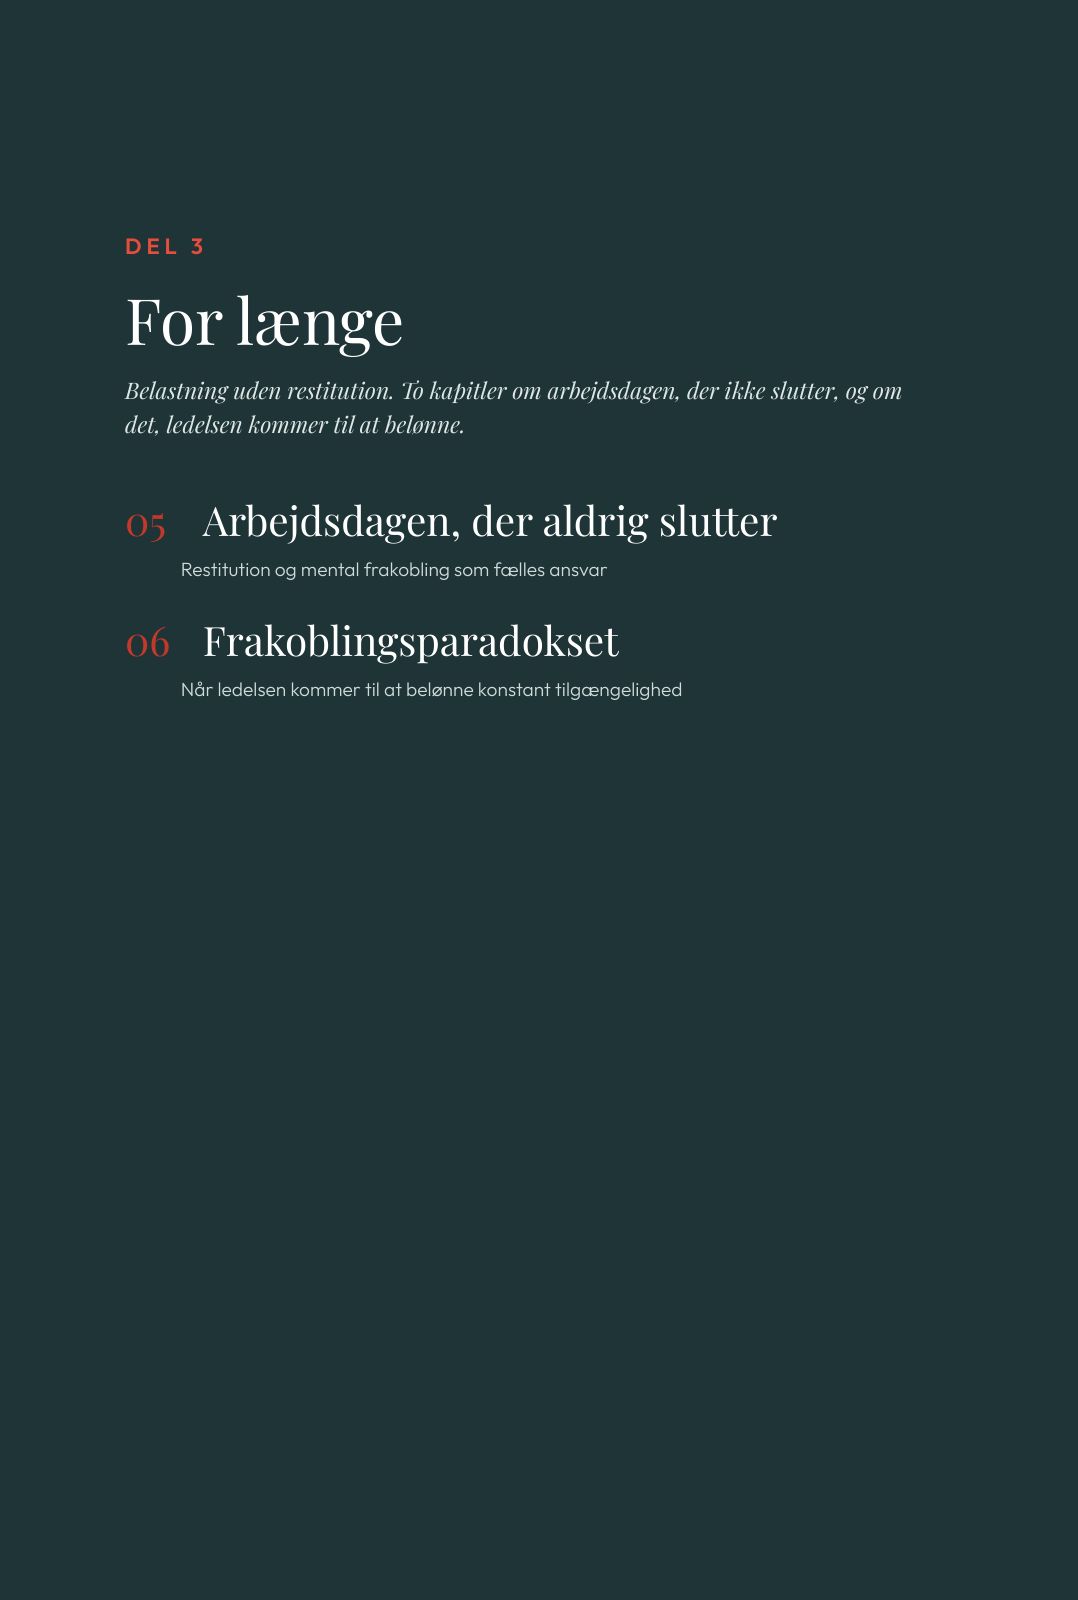 DEL 3
For længe
Belastning uden restitution. To kapitler om arbejdsdagen, der ikke slutter, og om
det, ledelsen kommer til at belønne.
05 Arbejdsdagen, der aldrig slutter
Restitution og mental frakobling som fælles ansvar
06 Frakoblingsparadokset
Når ledelsen kommer til at belønne konstant tilgængelighed